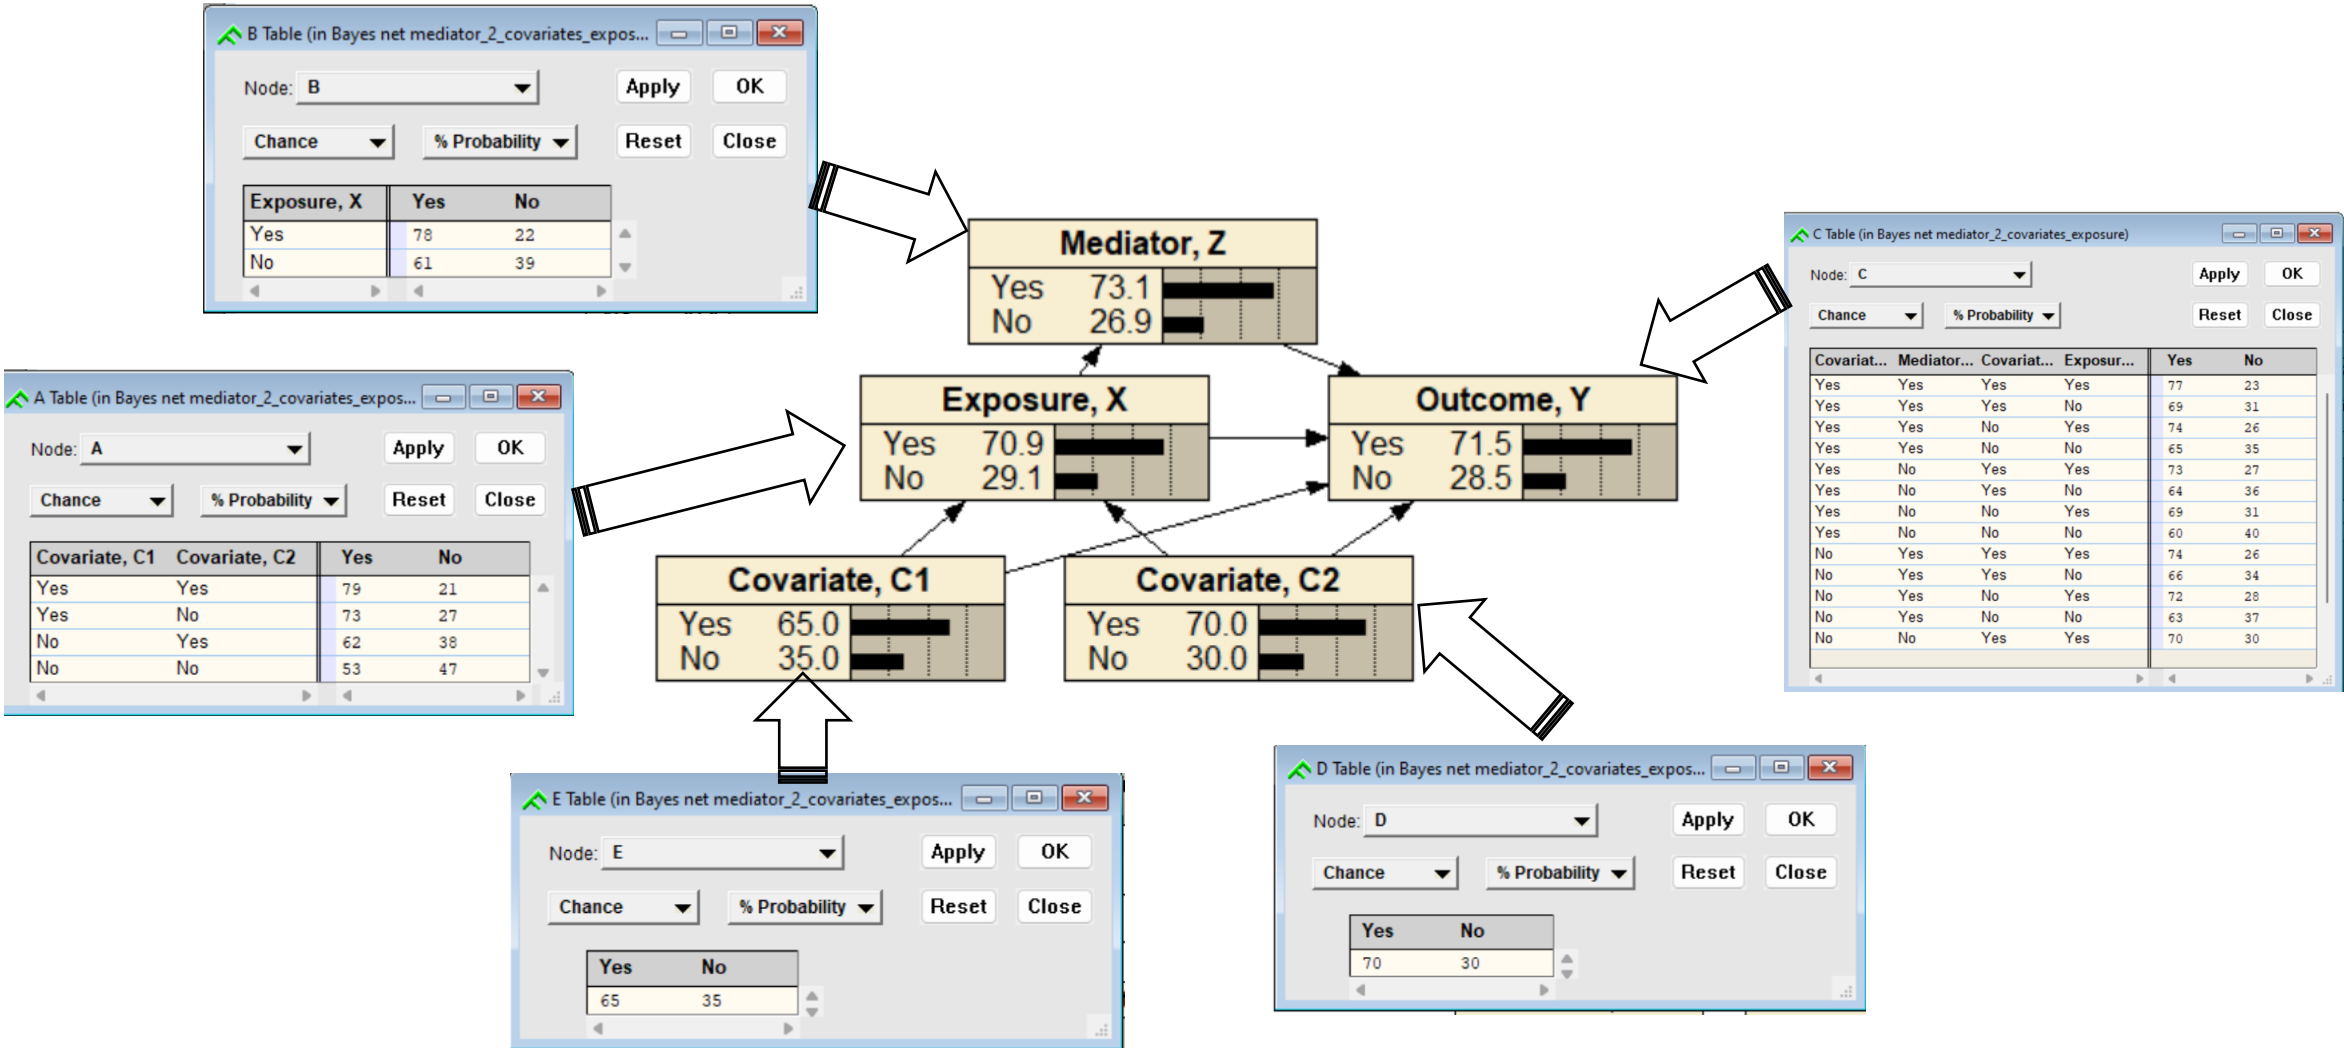 B Table (in Bayes net mediator_2_covariates_expos...
Node: B
Apply OK
Chance % Probability Reset Close
Exposure, X Yes No
Yes 78 22
No 61 39
Mediator, Z
Yes 73.1
No 26.9
C Table (in Bayes net mediator_2_covariates_exposure)
Node: C
Apply OK
Chance % Probability Reset Close
Covariat... Mediator... Covariat... Exposur... Yes No
Yes Yes Yes Yes 77 23
Yes Yes Yes No 69 31
Yes Yes No Yes 74 26
Yes Yes No No 65 35
Yes No Yes Yes 73 27
Yes No Yes No 64 36
Yes No No Yes 69 31
Yes No No No 60 40
No Yes Yes Yes 74 26
No Yes Yes No 66 34
No Yes No Yes 72 28
No Yes No No 63 37
No No Yes Yes 70 30
A Table (in Bayes net mediator_2_covariates_expos...
Node: A
Apply OK
Chance % Probability Reset Close
Covariate, C1 Covariate, C2 Yes No
Yes Yes 79 21
Yes No 73 27
No Yes 62 38
No No 53 47
Exposure, X
Yes 70.9
No 29.1
Outcome, Y
Yes 71.5
No 28.5
Covariate, C1
Yes 65.0
No 35.0
Covariate, C2
Yes 70.0
No 30.0
E Table (in Bayes net mediator_2_covariates_expos...
Node: E
Apply OK
Chance % Probability Reset Close
Yes No
65 35
D Table (in Bayes net mediator_2_covariates_expos...
Node: D
Apply OK
Chance % Probability Reset Close
Yes No
70 30